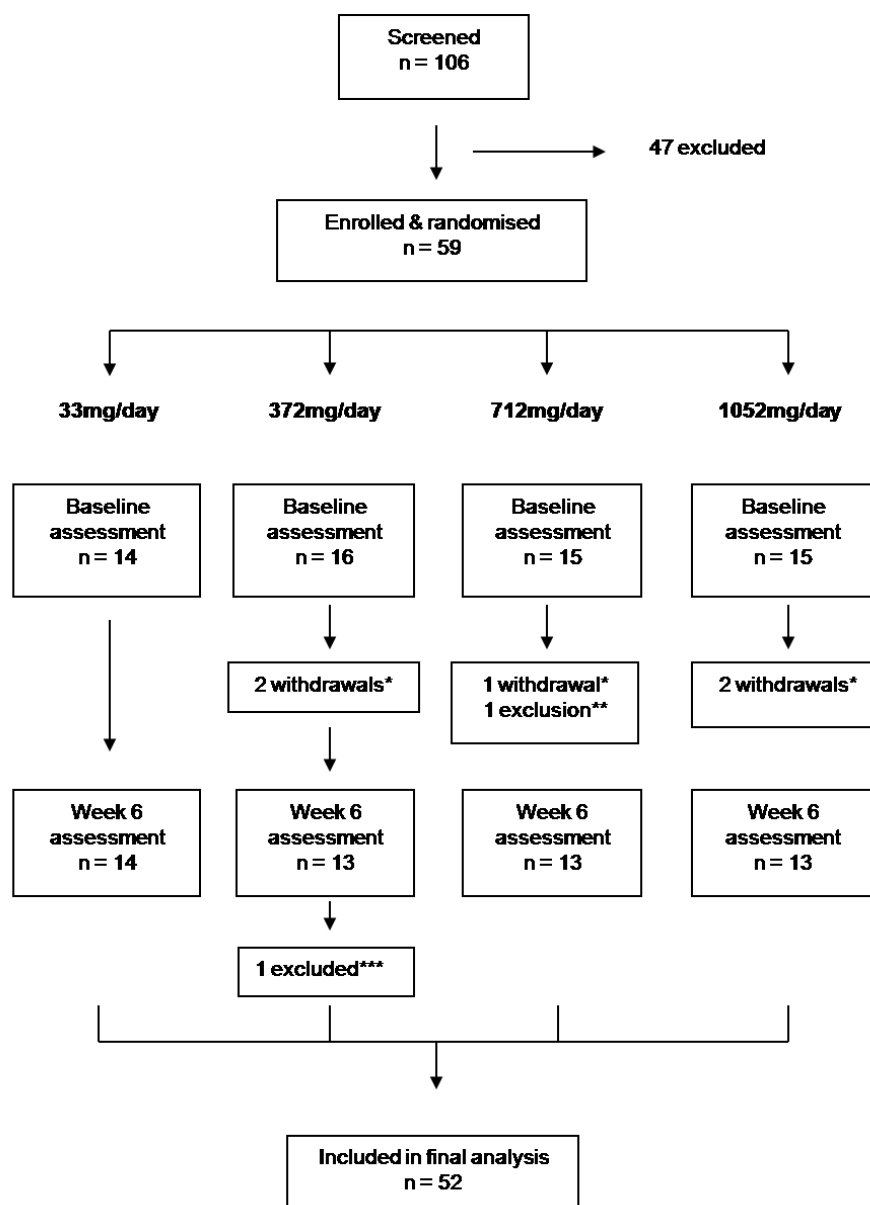 Screened
n = 106
47 excluded
Enrolled & randomised
n = 59
33mg/day
372mg/day
712mg/day
1052mg/day
Baseline
assessment
n = 14
Baseline
assessment
n = 16
Baseline
assessment
n = 15
Baseline
assessment
n = 15
2 withdrawals*
1 withdrawal*
1 exclusion**
2 withdrawals*
Week 6
assessment
n = 14
Week 6
assessment
n = 13
Week 6
assessment
n = 13
Week 6
assessment
n = 13
1 excluded***
Included in final analysis
n = 52